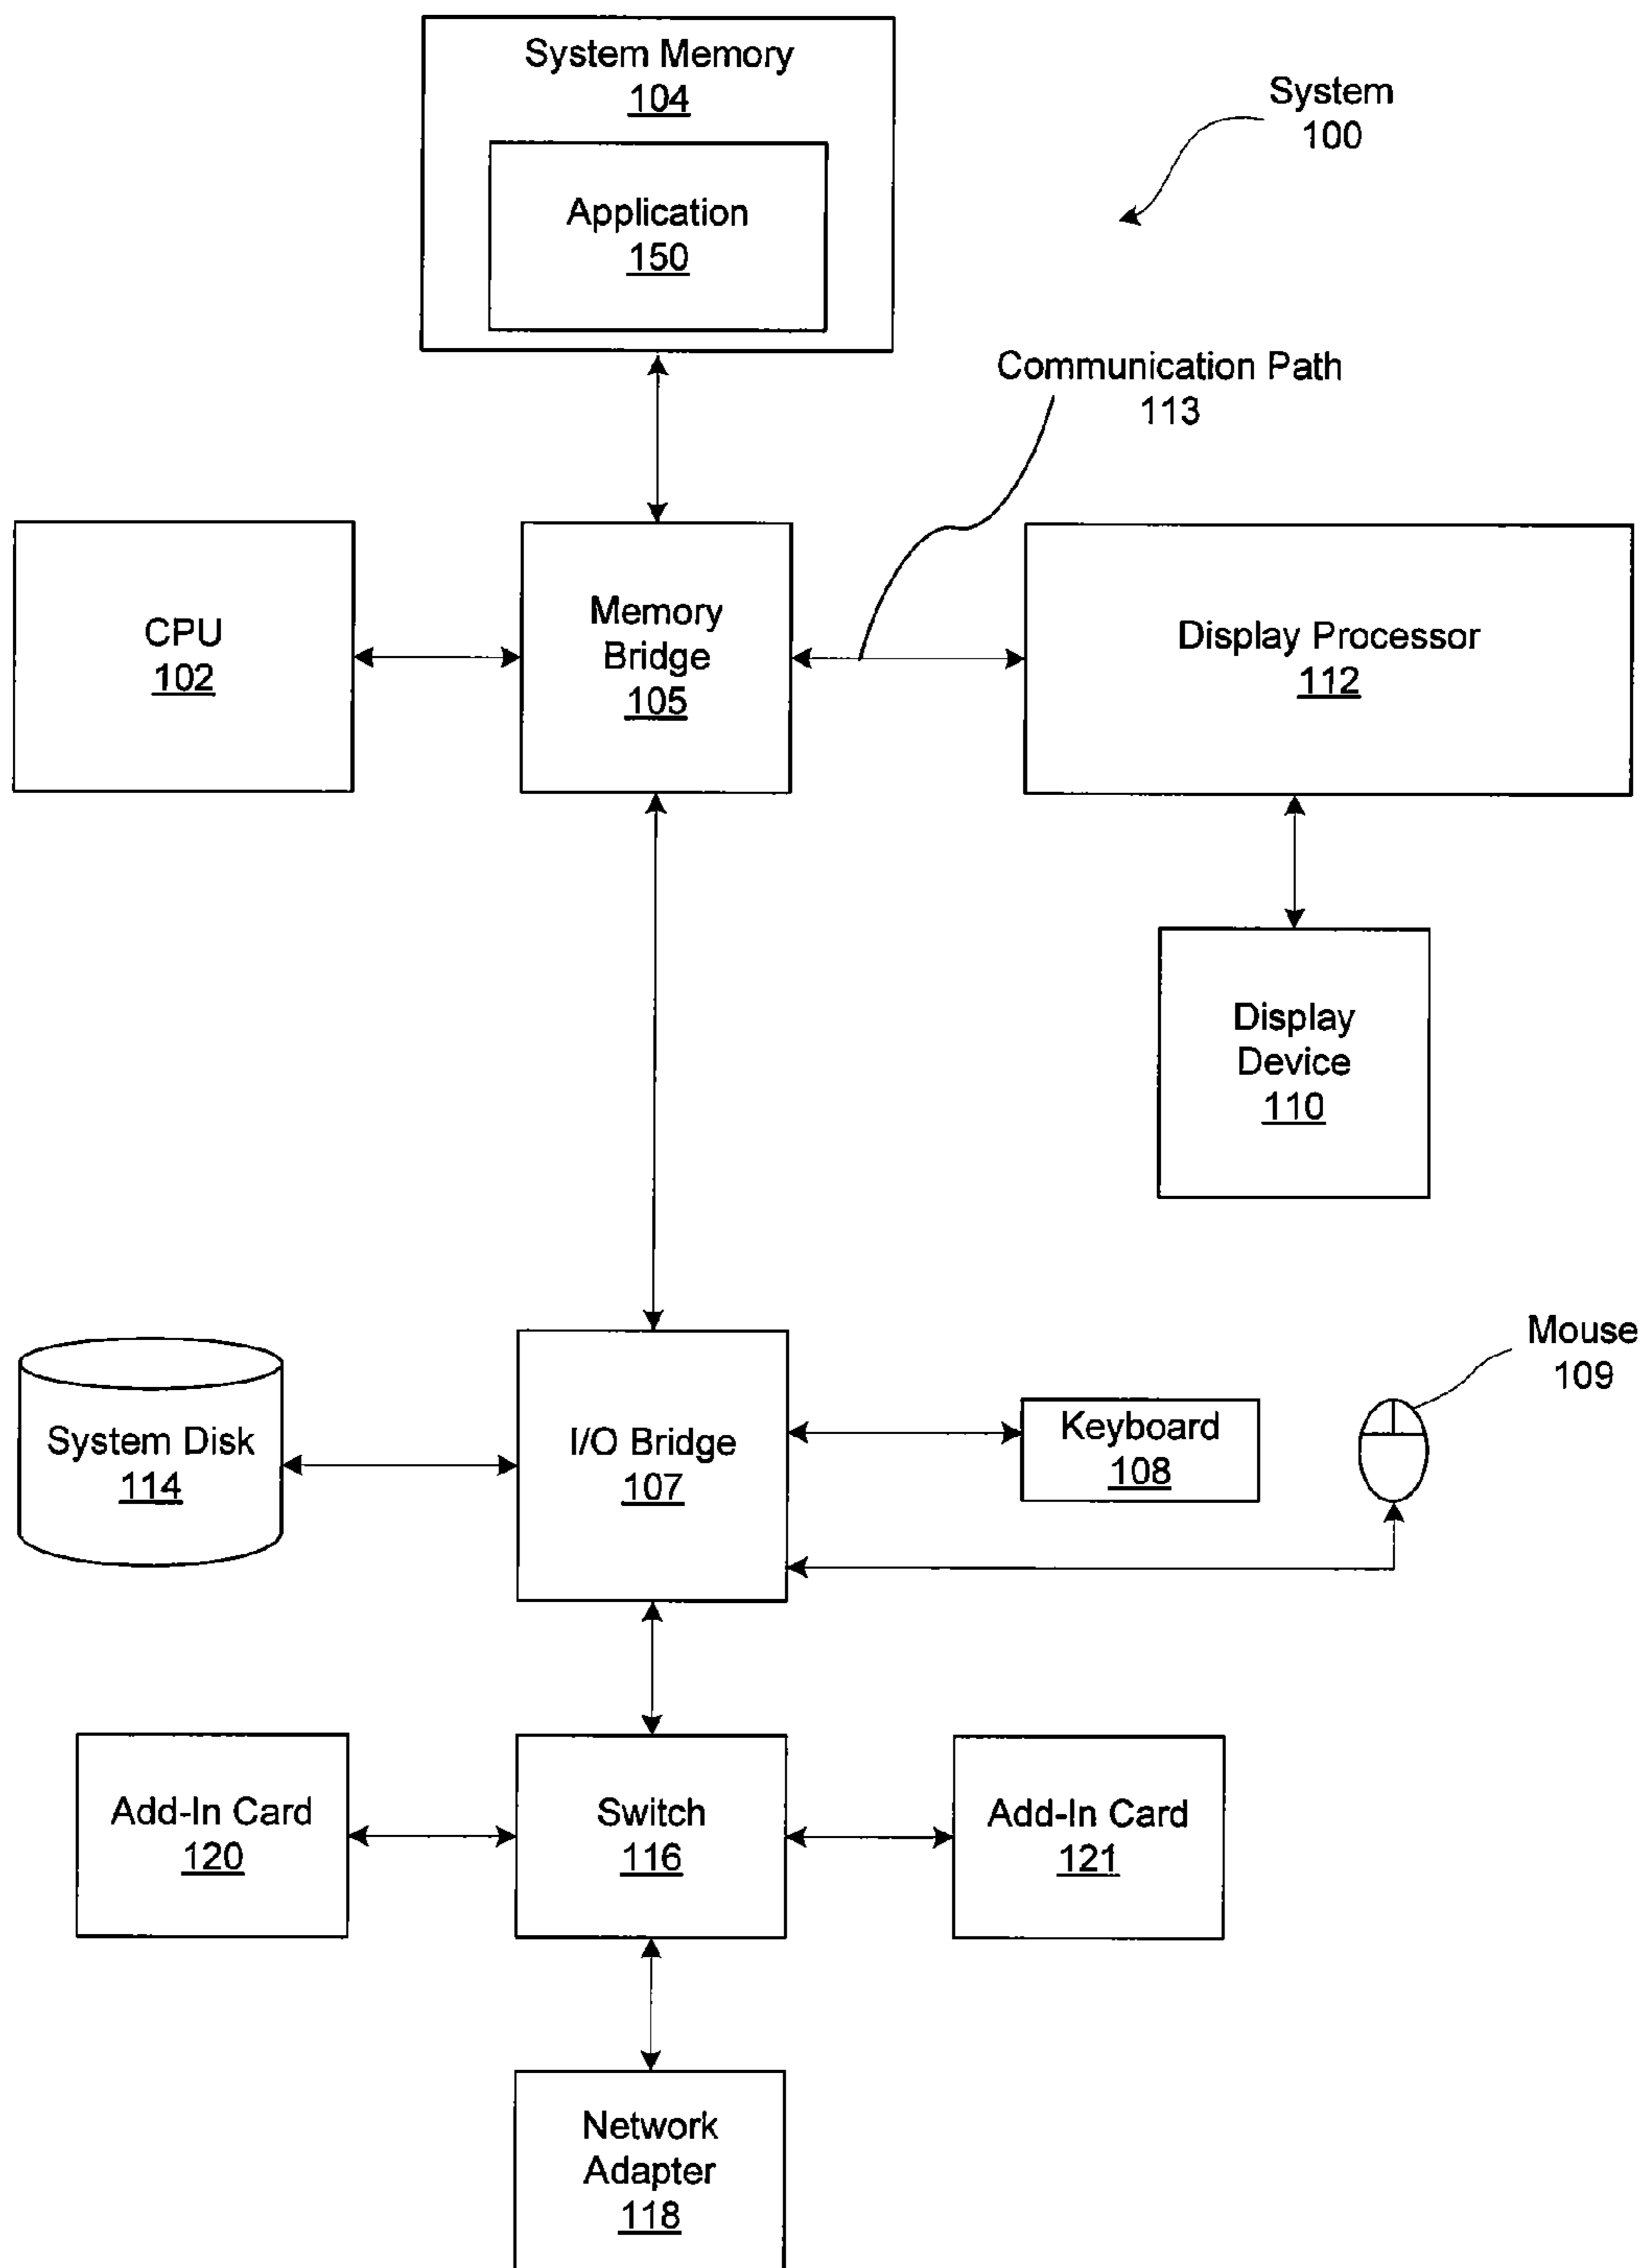 System Memory
104
Application
150
System
100
Communication Path
113
CPU
102
Memory
Bridge
105
Display Processor
112
Display
Device
110
System Disk
114
I/O Bridge
107
Keyboard
108
Mouse
109
Add-In Card
120
Switch
116
Add-In Card
121
Network
Adapter
118